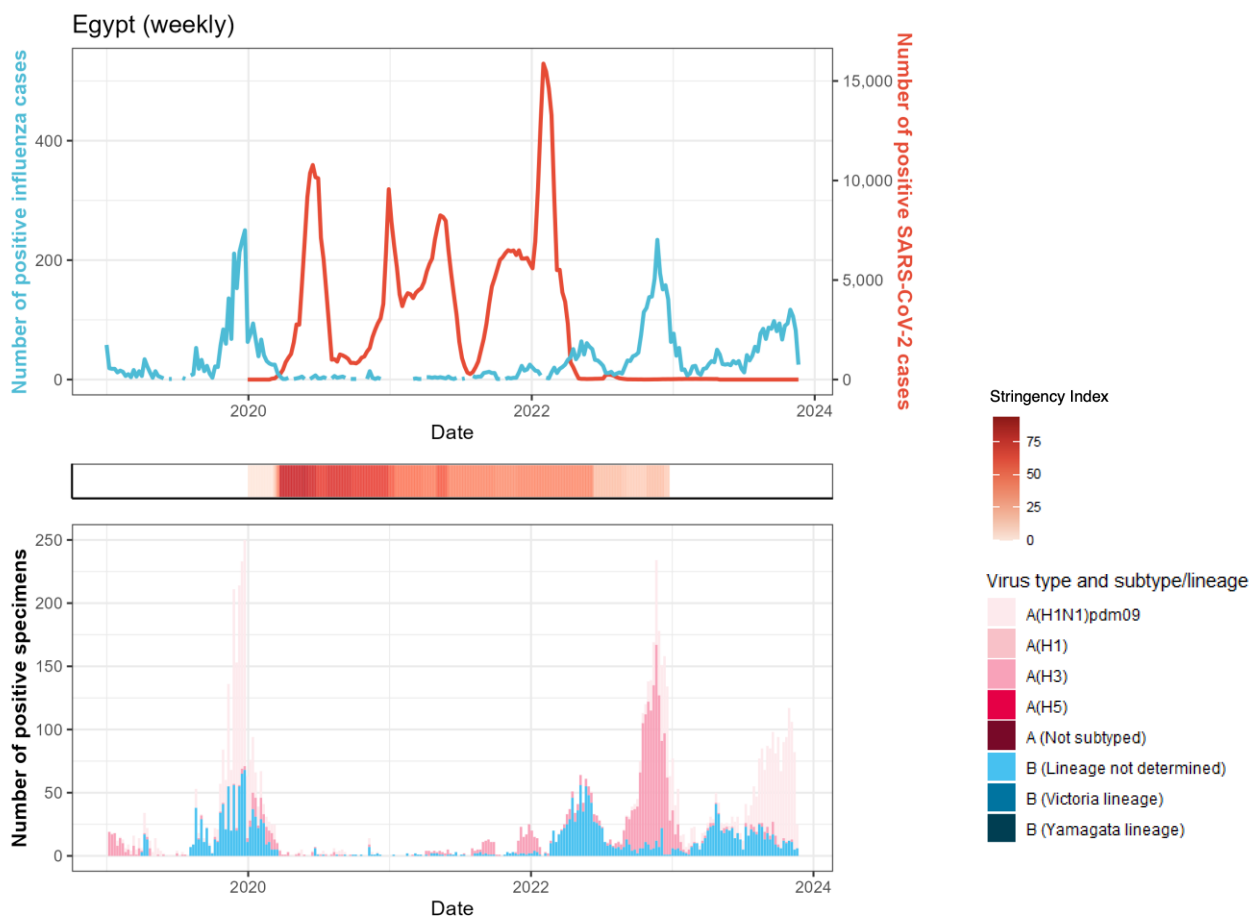 Egypt (weekly)
Number of positive influenza cases
400
200
0
15,000
10,000
5,000
0
Number of positive SARS-CoV-2 cases
2020
2022
2024
Date
Stringency Index
75
50
25
0
Number of positive specimens
250
200
150
100
50
0
2020
2022
2024
Date
Virus type and subtype/lineage
A(H1N1)pdm09
A(H1)
A(H3)
A(H5)
A (Not subtyped)
B (Lineage not determined)
B (Victoria lineage)
B (Yamagata lineage)